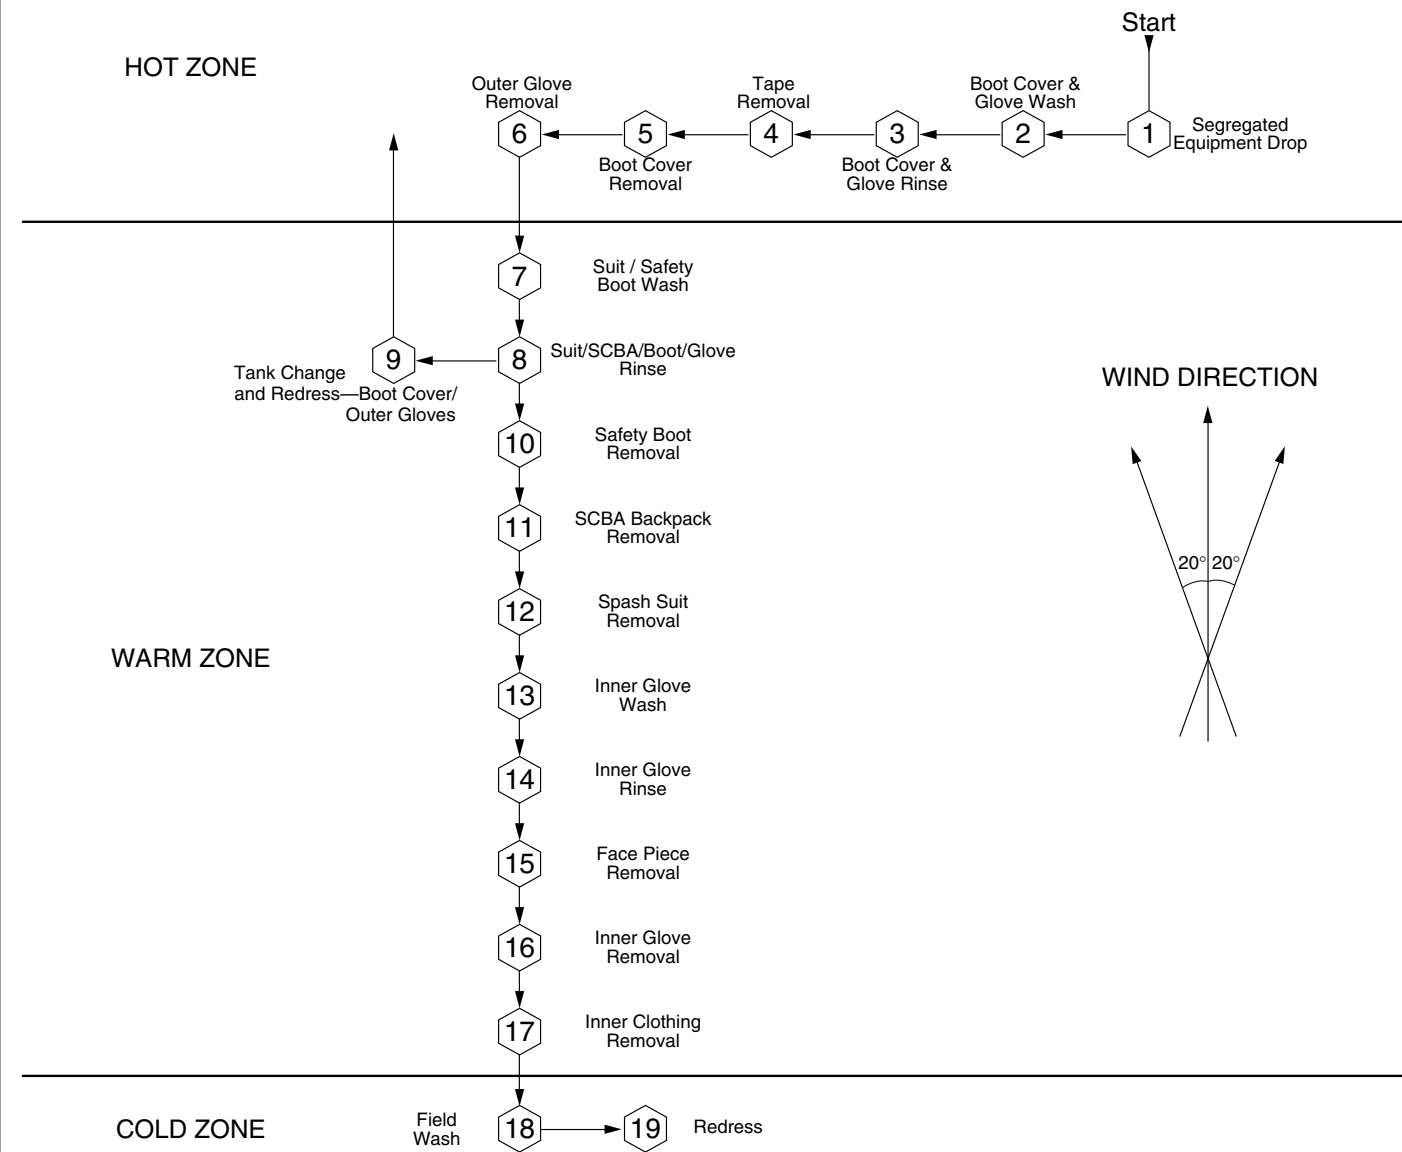 Start
HOT ZONE
Outer Glove
Removal
Tape
Removal
Boot Cover &
Glove Wash
6
5
4
3
2
1
Segregated
Equipment Drop
Boot Cover
Removal
Boot Cover &
Glove Rinse
7
Suit / Safety
Boot Wash
9
8
Suit/SCBA/Boot/Glove
Rinse
Tank Change
and Redress—Boot Cover/
Outer Gloves
WIND DIRECTION
10
Safety Boot
Removal
11
SCBA Backpack
Removal
20° 20°
12
Spash Suit
Removal
WARM ZONE
13
Inner Glove
Wash
14
Inner Glove
Rinse
15
Face Piece
Removal
16
Inner Glove
Removal
17
Inner Clothing
Removal
COLD ZONE
Field
Wash
18
19
Redress